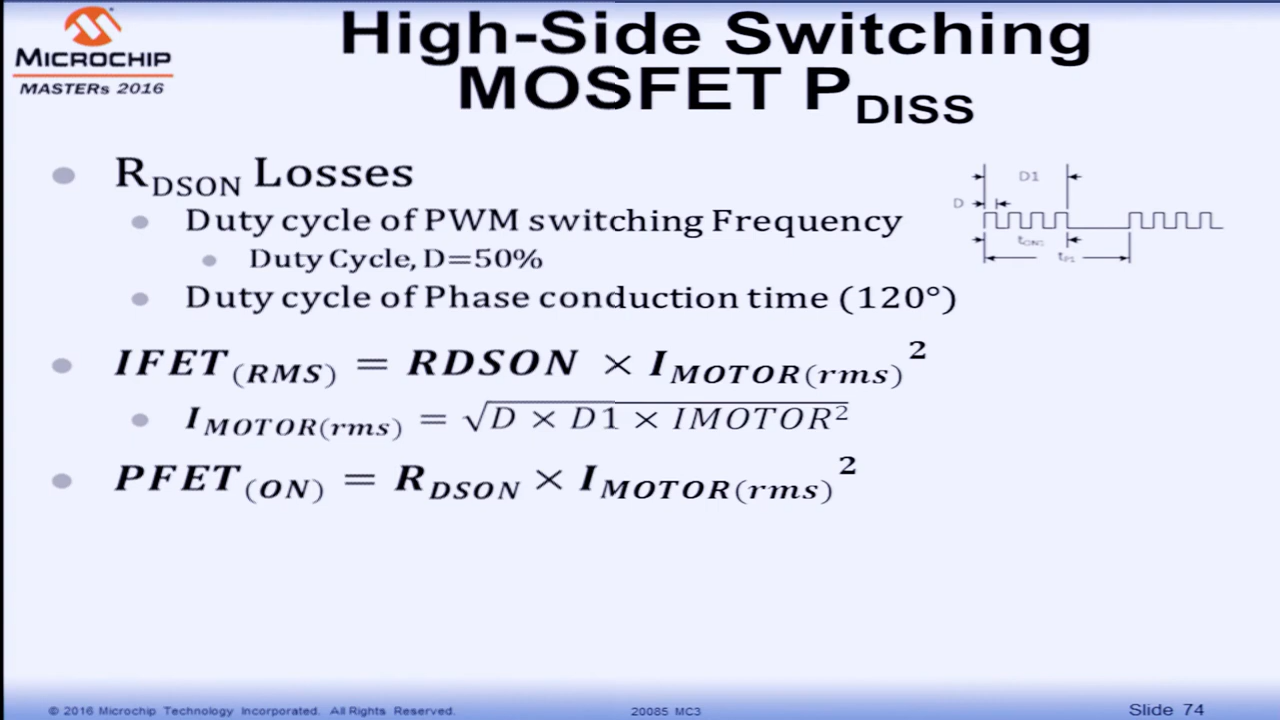 MICROCHIP
MASTERs 2016
High-Side Switching
MOSFET PDISS
RDSON Losses
Duty cycle of PWM switching Frequency
Duty Cycle, D=50%
Duty cycle of Phase conduction time (120°)
D1
D
tON1
tP1
IFET(RMS) = RDSON × IMOTOR(rms)²
IMOTOR(rms) = √D × D1 × IMOTOR²
PFET(ON) = RDSON × IMOTOR(rms)²
© 2016 Microchip Technology Incorporated. All Rights Reserved.
20085 MC3
Slide 74